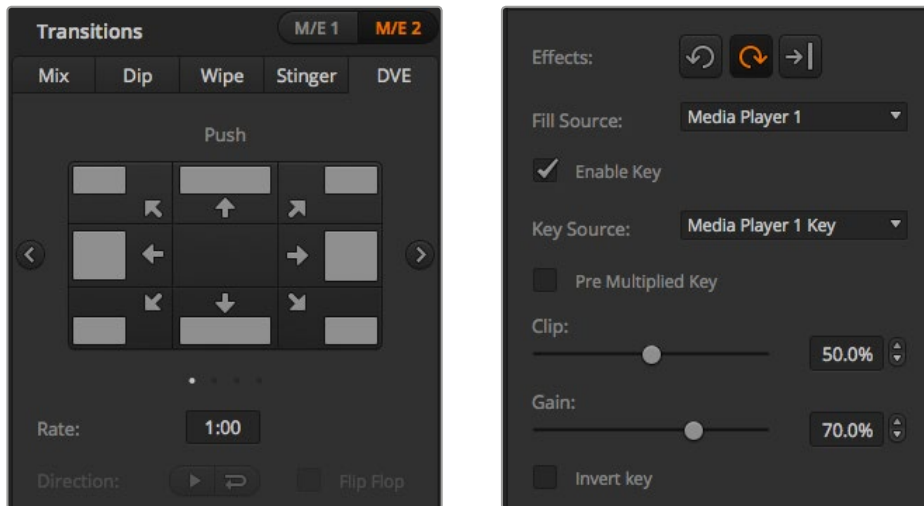 Transitions M/E 1 M/E 2
Mix Dip Wipe Stinger DVE
Push
Rate: 1:00
Direction: Flip Flop
Effects:
Fill Source: Media Player 1
Enable Key
Key Source: Media Player 1 Key
Pre Multiplied Key
Clip:
50.0%
Gain:
70.0%
Invert key